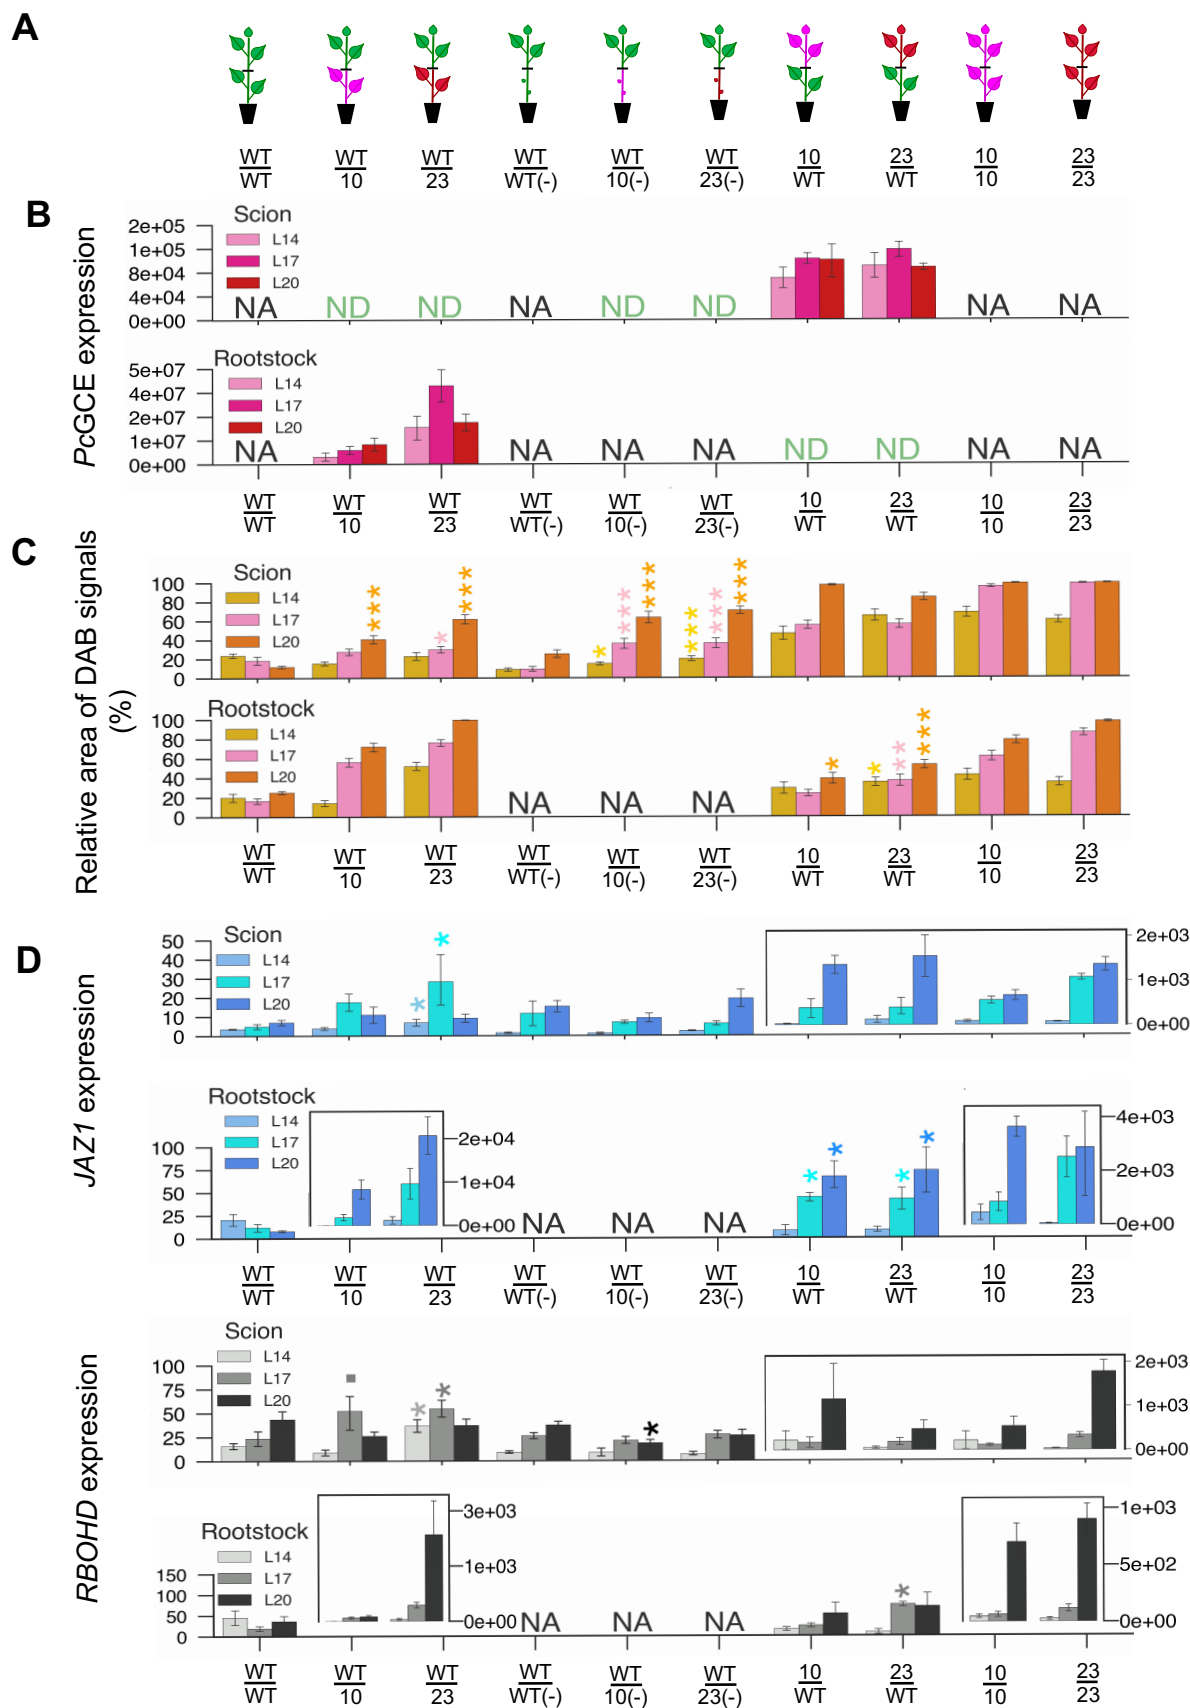 A
WT WT WT WT WT WT 10 23 10 23
WT 10 23 WT(-) 10(-) 23(-) WT WT 10 23
B
PcGCE expression
Scion
L14
L17
L20
2e+05
1e+05
8e+04
4e+04
0e+00
NA ND ND NA ND ND NA NA
Rootstock
L14
L17
L20
5e+07
4e+07
2e+07
1e+07
0e+00
NA NA NA NA ND ND NA NA
WT WT WT WT WT WT 10 23 10 23
WT 10 23 WT(-) 10(-) 23(-) WT WT 10 23
C
Relative area of DAB signals
(%)
Scion
L14
L17
L20
100
80
60
40
20
0
* * * * * * * * * * * * * * * * * * * *
Rootstock
L14
L17
L20
100
80
60
40
20
0
NA NA NA
* * * * * * *
WT WT WT WT WT WT 10 23 10 23
WT 10 23 WT(-) 10(-) 23(-) WT WT 10 23
D
JAZ1 expression
Scion
L14
L17
L20
50
40
30
20
10
0
* *
2e+03
1e+03
0e+00
Rootstock
L14
L17
L20
100
75
50
25
0
2e+04
1e+04
0e+00
NA NA NA
* * * *
4e+03
2e+03
0e+00
WT WT WT WT WT WT 10 23 10 23
WT 10 23 WT(-) 10(-) 23(-) WT WT 10 23
RBOHD expression
Scion
L14
L17
L20
100
75
50
25
0
* * *
2e+03
1e+03
0e+00
Rootstock
L14
L17
L20
150
100
50
0
3e+03
1e+03
0e+00
NA NA NA
*
1e+03
5e+02
0e+00
WT WT WT WT WT WT 10 23 10 23
WT 10 23 WT(-) 10(-) 23(-) WT WT 10 23